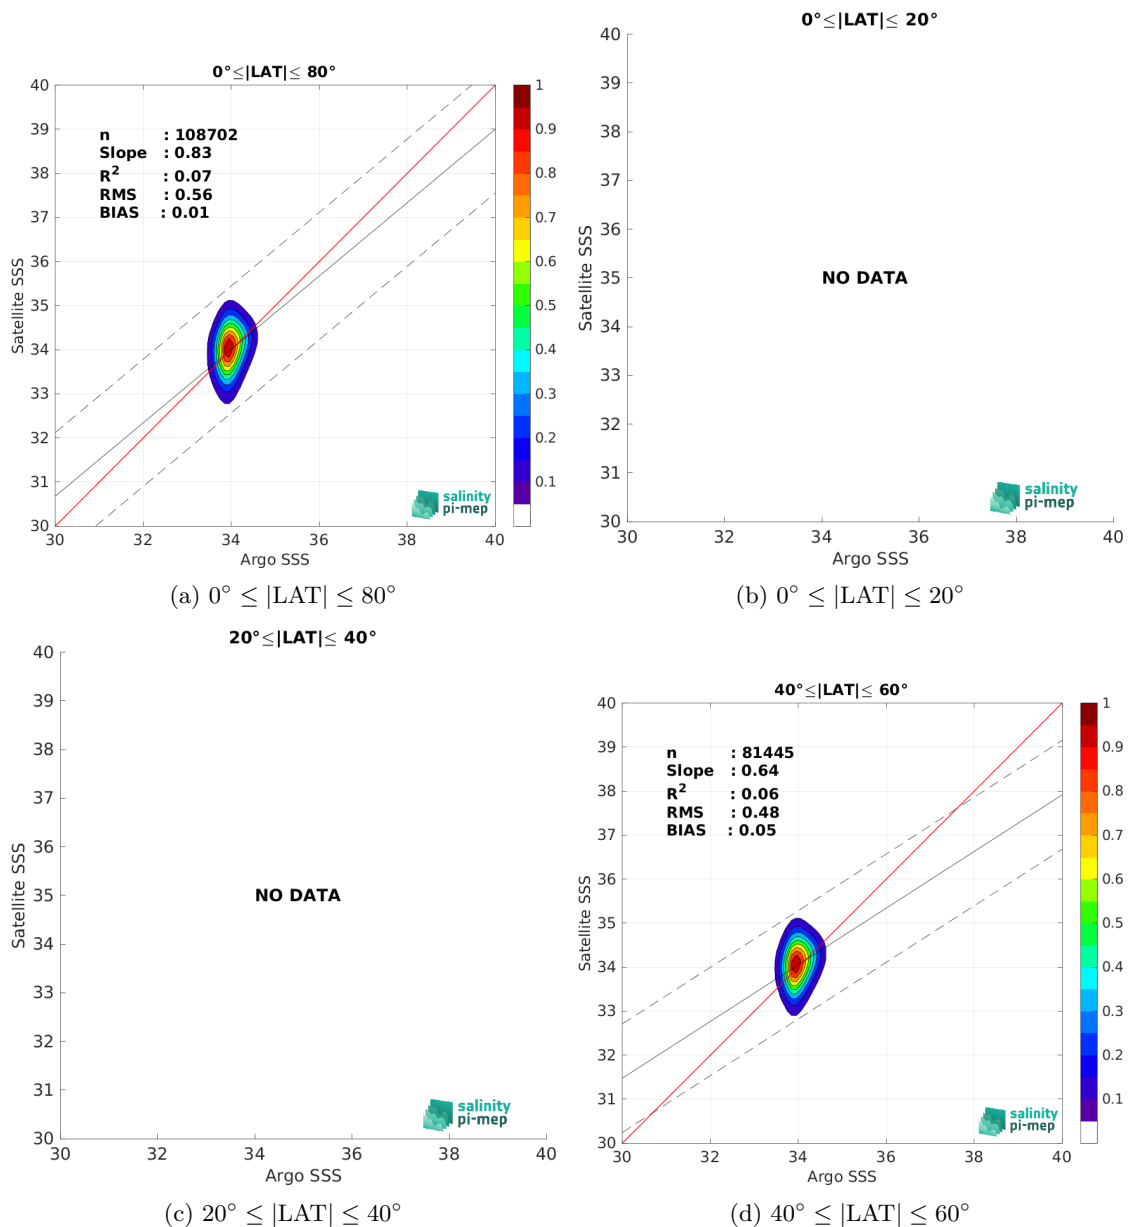 0°≤|LAT|≤ 80°
n : 108702
Slope : 0.83
R² : 0.07
RMS : 0.56
BIAS : 0.01
40
39
38
37
36
35
34
33
32
31
30
Satellite SSS
30 32 34 36 38 40
Argo SSS
1
0.9
0.8
0.7
0.6
0.5
0.4
0.3
0.2
0.1
salinity
pi-mep
(a) 0° ≤ |LAT| ≤ 80°
0°≤|LAT|≤ 20°
40
39
38
37
36
35
34
33
32
31
30
Satellite SSS
NO DATA
salinity
pi-mep
30 32 34 36 38 40
Argo SSS
(b) 0° ≤ |LAT| ≤ 20°
20°≤|LAT|≤ 40°
40
39
38
37
36
35
34
33
32
31
30
Satellite SSS
NO DATA
salinity
pi-mep
30 32 34 36 38 40
Argo SSS
(c) 20° ≤ |LAT| ≤ 40°
40°≤|LAT|≤ 60°
n : 81445
Slope : 0.64
R² : 0.06
RMS : 0.48
BIAS : 0.05
40
39
38
37
36
35
34
33
32
31
30
Satellite SSS
30 32 34 36 38 40
Argo SSS
1
0.9
0.8
0.7
0.6
0.5
0.4
0.3
0.2
0.1
salinity
pi-mep
(d) 40° ≤ |LAT| ≤ 60°